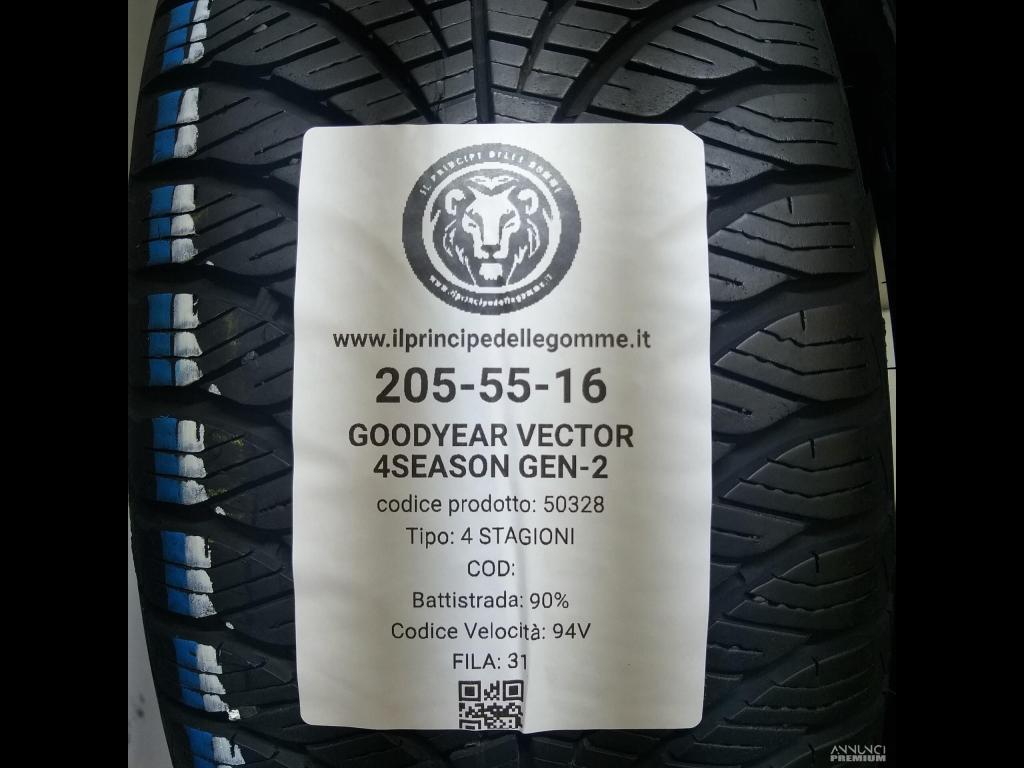 IL PRINCIPE DELLE GOMME
www.ilprincipedellegomme.it
www.ilprincipedellegomme.it
205-55-16
GOODYEAR VECTOR
4SEASON GEN-2
codice prodotto: 50328
Tipo: 4 STAGIONI
COD:
Battistrada: 90%
Codice Velocità: 94V
FILA: 31
ANNUNCI
PREMIUM